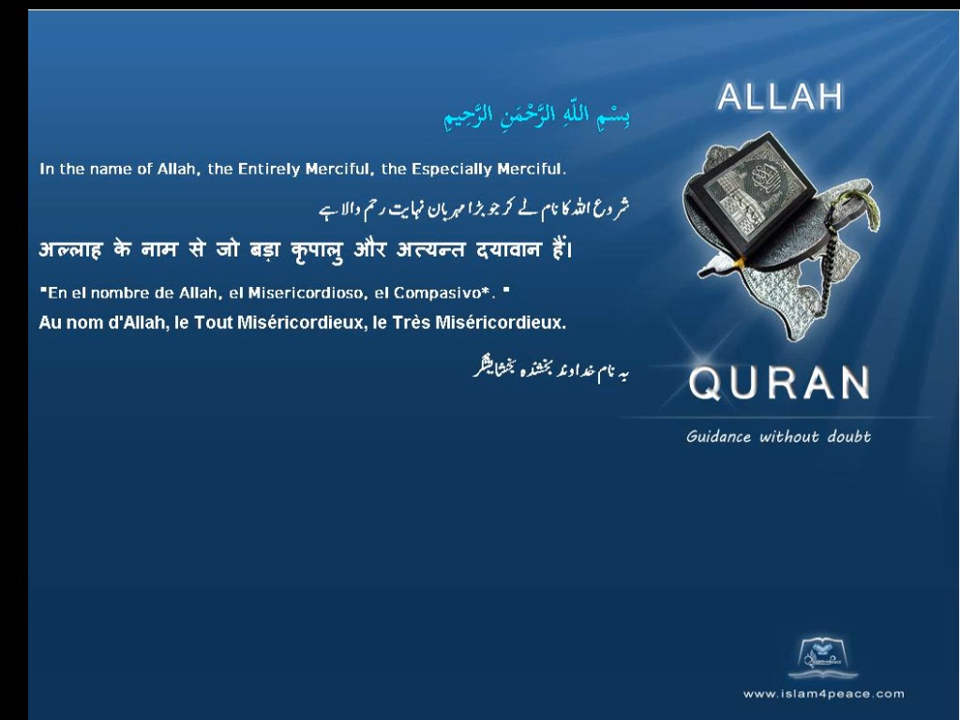 بِسْمِ اللَّهِ الرَّحْمَنِ الرَّحِيمِ
In the name of Allah, the Entirely Merciful, the Especially Merciful.
شروع الله کا نام لے کر جو بڑا مہربان نہایت رحم والا ہے
अल्लाह के नाम से जो बड़ा कृपालु और अत्यन्त दयावान हैं।
"En el nombre de Allah, el Misericordioso, el Compasivo*. "
Au nom d'Allah, le Tout Miséricordieux, le Très Miséricordieux.
به نام خداوند بخشنده بخشایشگر
ALLAH
QURAN
Guidance without doubt
www.islam4peace.com